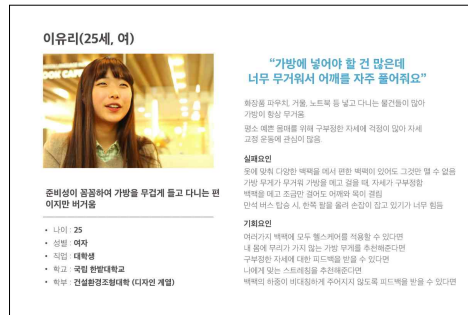 이유리(25세, 여)
준비성이 꼼꼼하여 가방을 무겁게 들고 다니는 편
이지만 버거움
• 나이 : 25
• 성별 : 여자
• 직업 : 대학생
• 학교 : 국립 한밭대학교
• 학부 : 건설환경조형대학 (디자인 계열)
“가방에 넣어야 할 건 많은데
너무 무거워서 어깨를 자주 풀어줘요”
화장품 파우치, 거울, 노트북 등 넣고 다니는 물건들이 많아
가방이 항상 무거움
평소 예쁜 몸매를 위해 구부정한 자세에 걱정이 많아 자세
교정 운동에 관심이 많음
실패요인
옷에 맞춰 다양한 백팩을 메서 편한 백팩이 있어도 그것만 멜 수 없음
가방 무게가 무거워 가방을 메고 걸을 때, 자세가 구부정함
백팩을 메고 조금만 걸어도 어깨와 목이 결림
만석 버스 탑승 시, 한쪽 팔을 올려 손잡이 잡고 있기가 너무 힘듬
기회요인
여러가지 백팩에 모두 헬스케어를 적용할 수 있다면
내 몸에 무리가 가지 않는 가방 무게를 추천해준다면
구부정한 자세에 대한 피드백을 받을 수 있다면
나에게 맞는 스트레칭을 추천해준다면
백팩의 하중이 비대칭하게 주어지지 않도록 피드백을 받을 수 있다면